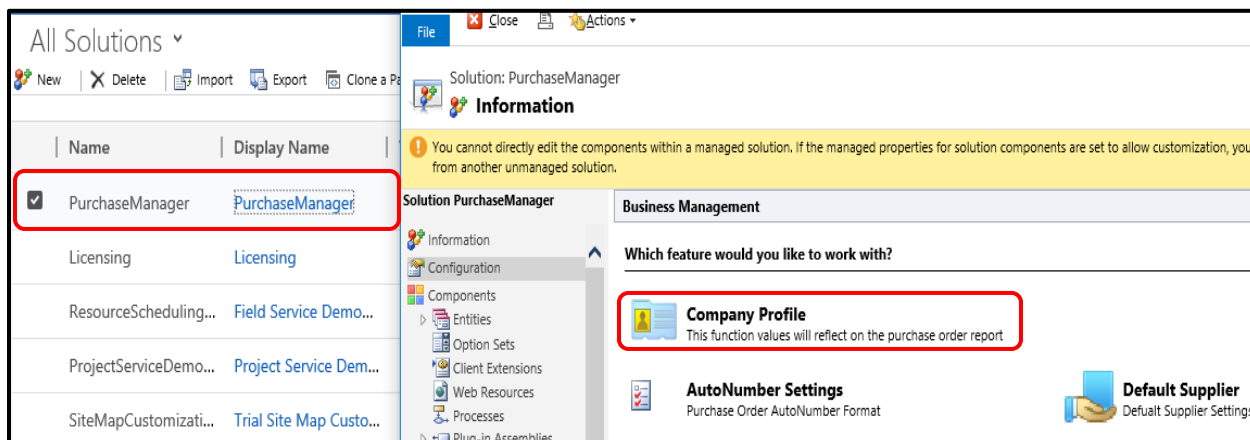 All Solutions
New Delete Import Export Clone a Pa
Name Display Name
PurchaseManager PurchaseManager
Licensing Licensing
ResourceScheduling... Field Service Demo...
ProjectServiceDemo... Project Service Dem...
SiteMapCustomizati... Trial Site Map Custo...
File
Close Actions
Solution: PurchaseManager
Information
You cannot directly edit the components within a managed solution. If the managed properties for solution components are set to allow customization, you
from another unmanaged solution.
Solution PurchaseManager
Information
Configuration
Components
Entities
Option Sets
Client Extensions
Web Resources
Processes
Plug-in Assemblies
Business Management
Which feature would you like to work with?
Company Profile
This function values will reflect on the purchase order report
AutoNumber Settings
Purchase Order AutoNumber Format
Default Supplier
Defualt Supplier Settings